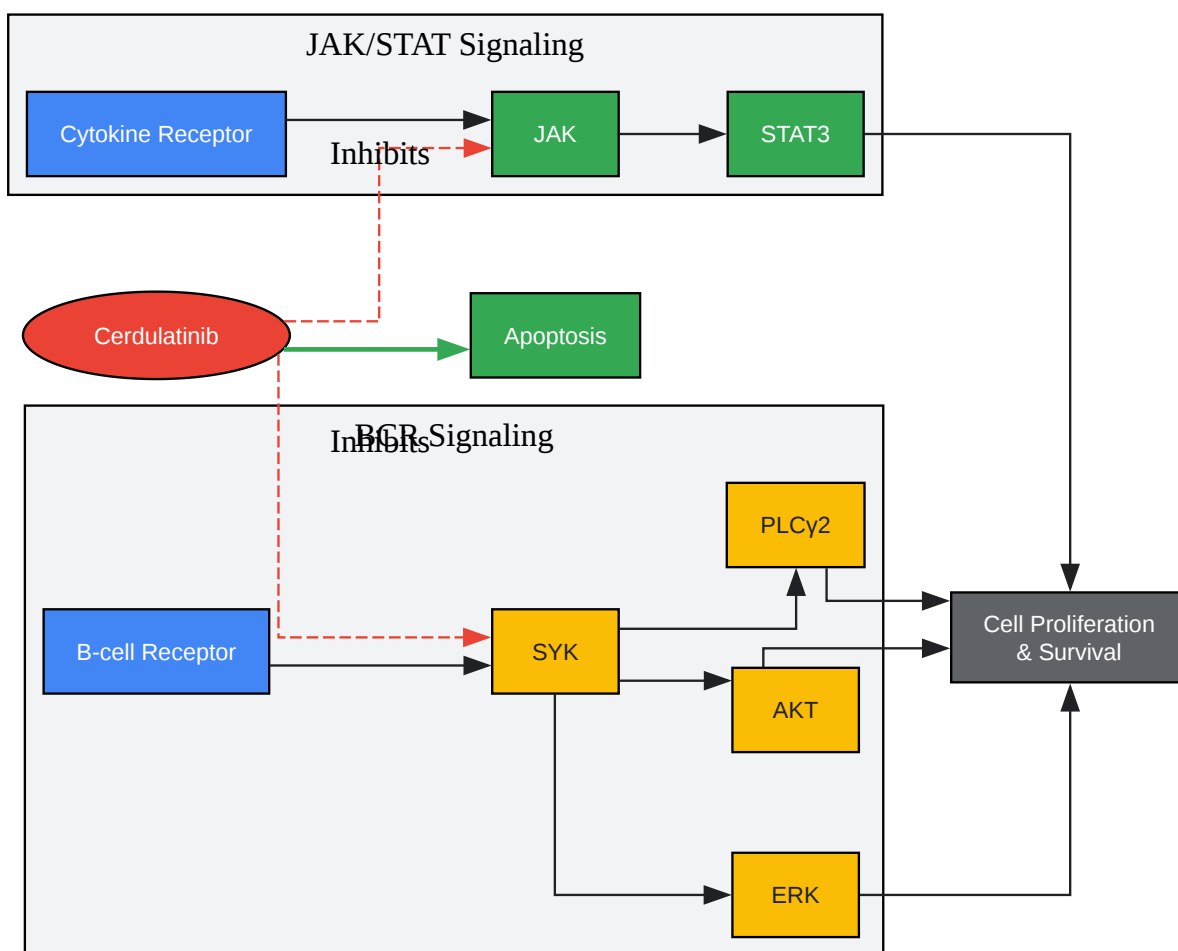 JAK/STAT Signaling
Cytokine Receptor
JAK
STAT3
Inhibits
Cerdulatinib
Apoptosis
BCR Signaling
Inhibits
PLCγ2
B-cell Receptor
SYK
AKT
ERK
Cell Proliferation
& Survival